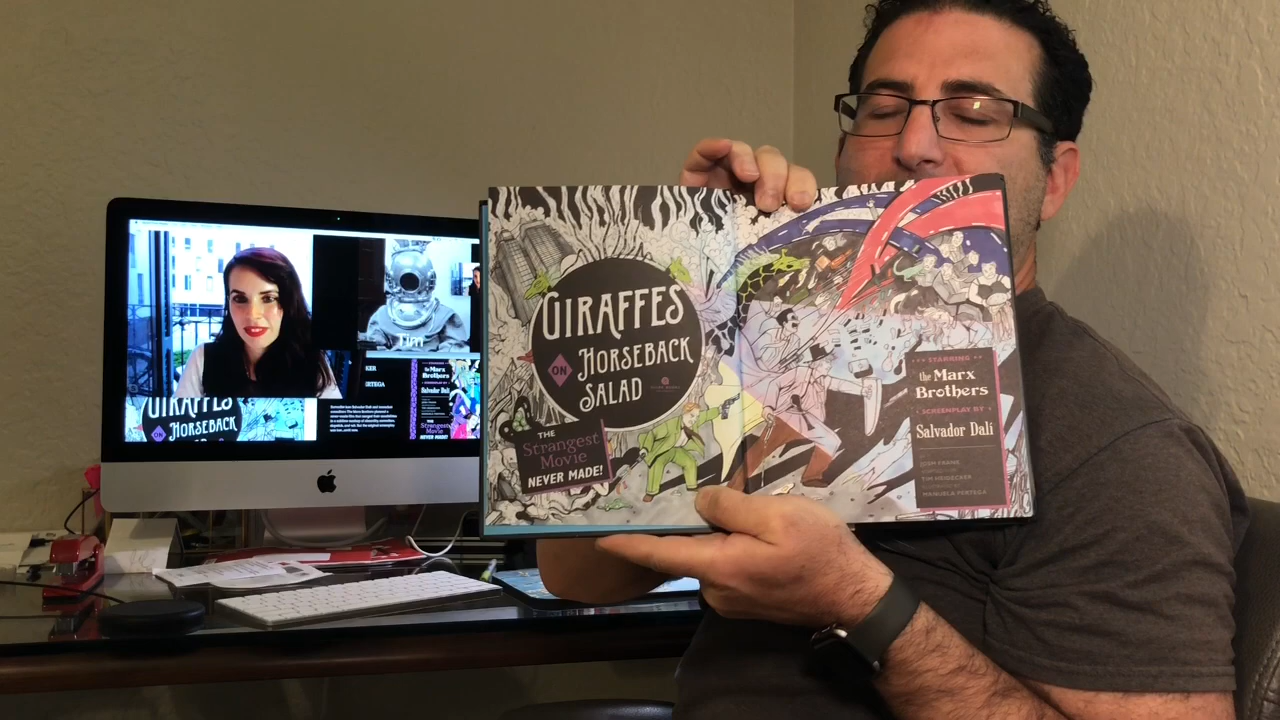 GIRAFFES
ON HORSEBACK
SALAD
THE
Strangest
Movie
NEVER MADE!
STARRING
the Marx
Brothers
SCREENPLAY BY
Salvador Dalí
JOSH FRANK
TIM HEIDECKER
MANUELA PERTEGA
Tim
GIRAFFES
ON HORSEBACK
the Marx
Brothers
Salvador Dalí
Strangest
Movie
NEVER MADE!